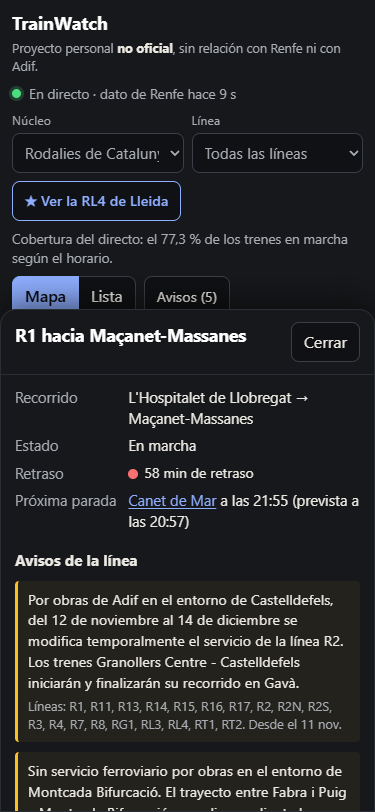 TrainWatch
Proyecto personal no oficial, sin relación con Renfe ni con
Adif.
En directo · dato de Renfe hace 9 s
Núcleo
Línea
Rodalies de Cataluny
Todas las líneas
★ Ver la RL4 de Lleida
Cobertura del directo: el 77,3 % de los trenes en marcha
según el horario.
Mapa
Lista
Avisos (5)
R1 hacia Maçanet-Massanes
Cerrar
Recorrido
L'Hospitalet de Llobregat →
Maçanet-Massanes
Estado
En marcha
Retraso
58 min de retraso
Próxima parada
Canet de Mar a las 21:55 (prevista a
las 20:57)
Avisos de la línea
Por obras de Adif en el entorno de Castelldefels,
del 12 de noviembre al 14 de diciembre se
modifica temporalmente el servicio de la línea R2.
Los trenes Granollers Centre - Castelldefels
iniciarán y finalizarán su recorrido en Gavà.
Líneas: R1, R11, R13, R14, R15, R16, R17, R2, R2N, R2S,
R3, R4, R7, R8, RG1, RL3, RL4, RT1, RT2. Desde el 11 nov.
Sin servicio ferroviario por obras en el entorno de
Montcada Bifurcació. El trayecto entre Fabra i Puig